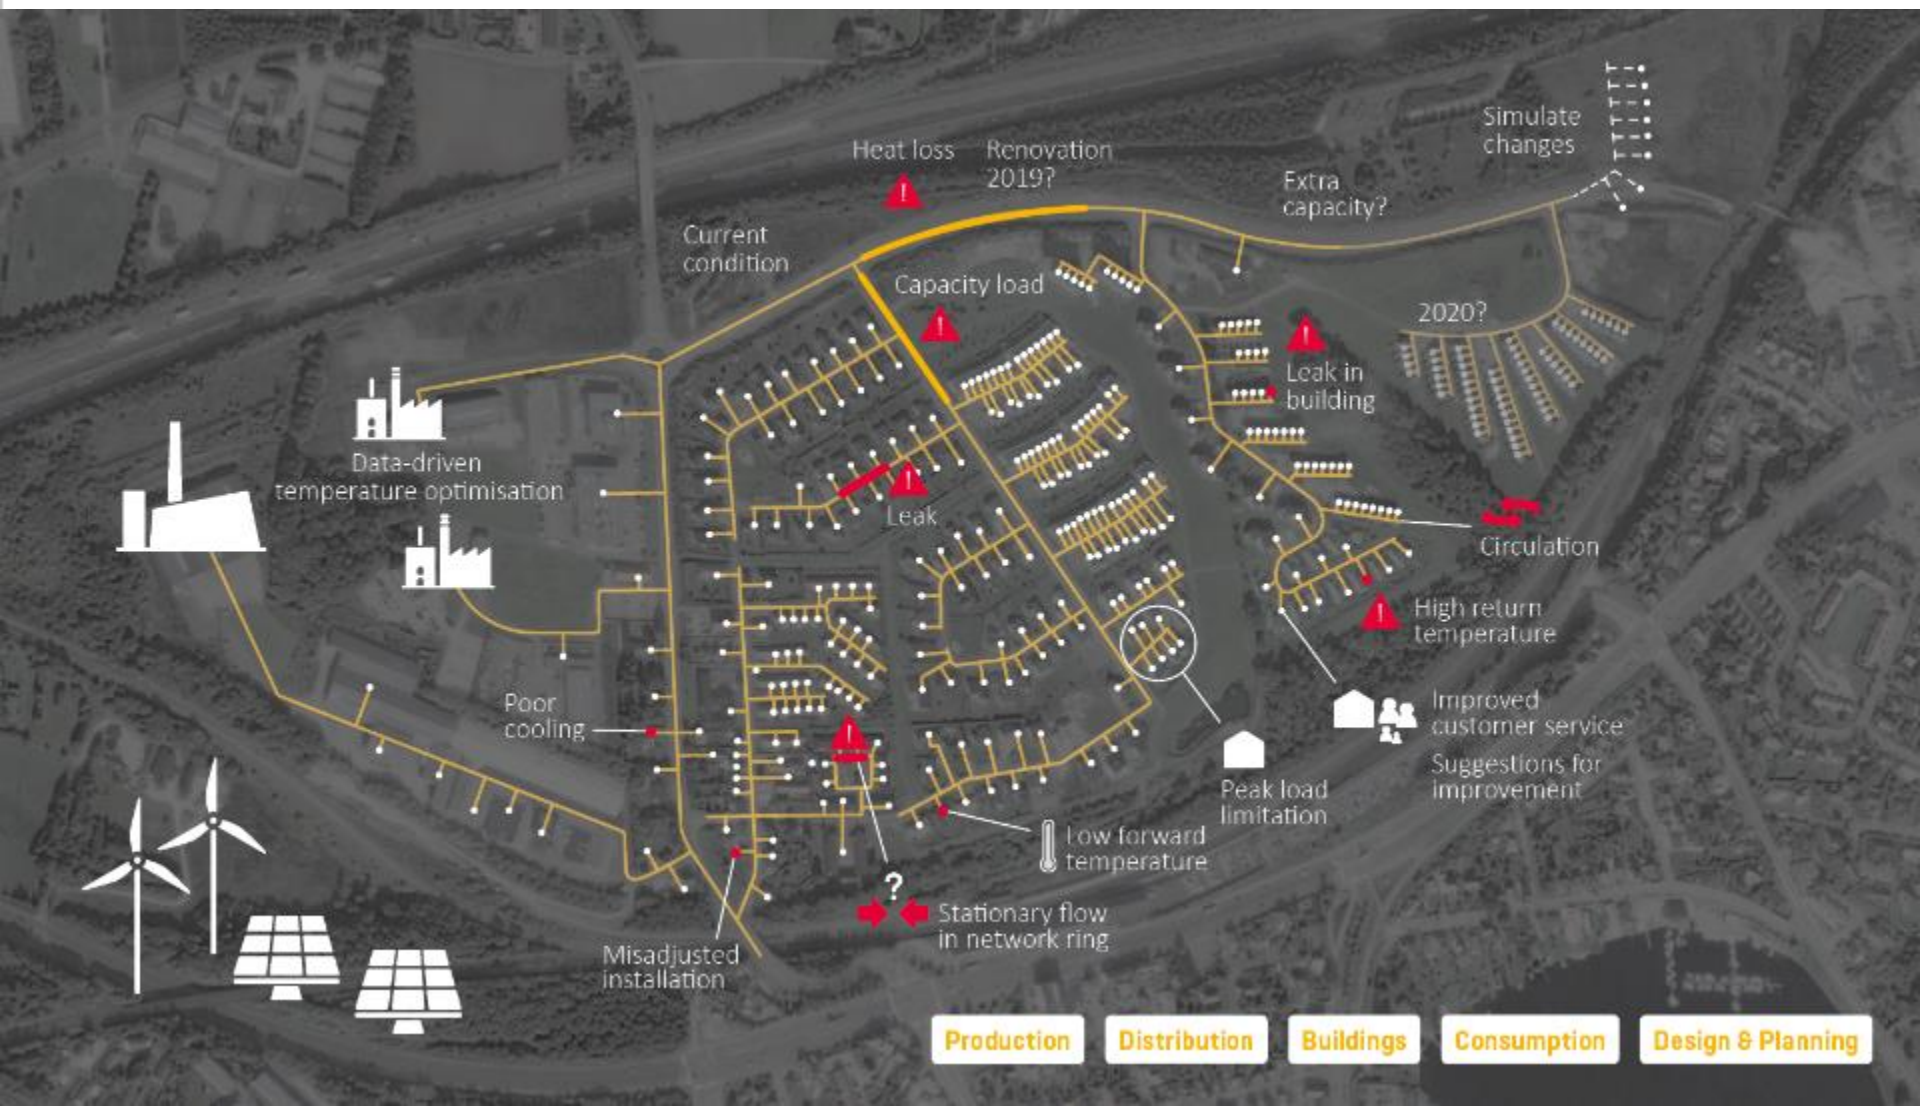 Simulate
changes
Heat loss
Renovation
2019?
Extra
capacity?
Current
condition
Capacity load
2020?
Leak in
building
Data-driven
temperature optimisation
Leak
Circulation
High return
temperature
Poor
cooling
Improved
customer service
Suggestions for
improvement
Peak load
limitation
Low forward
temperature
?
Stationary flow
in network ring
Misadjusted
installation
Production
Distribution
Buildings
Consumption
Design & Planning